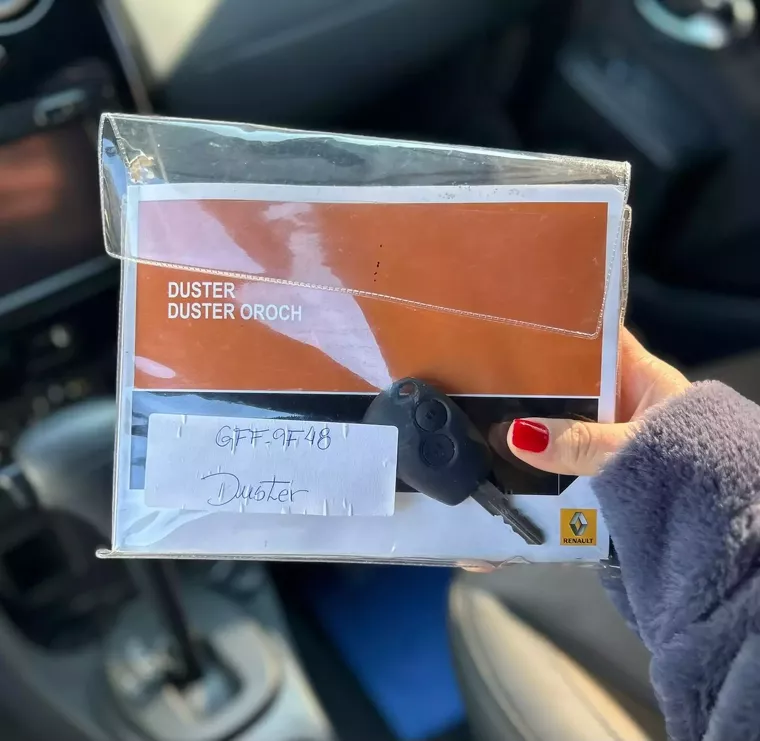 DUSTER
DUSTER OROCH
GFF-9F48
Duster
RENAULT